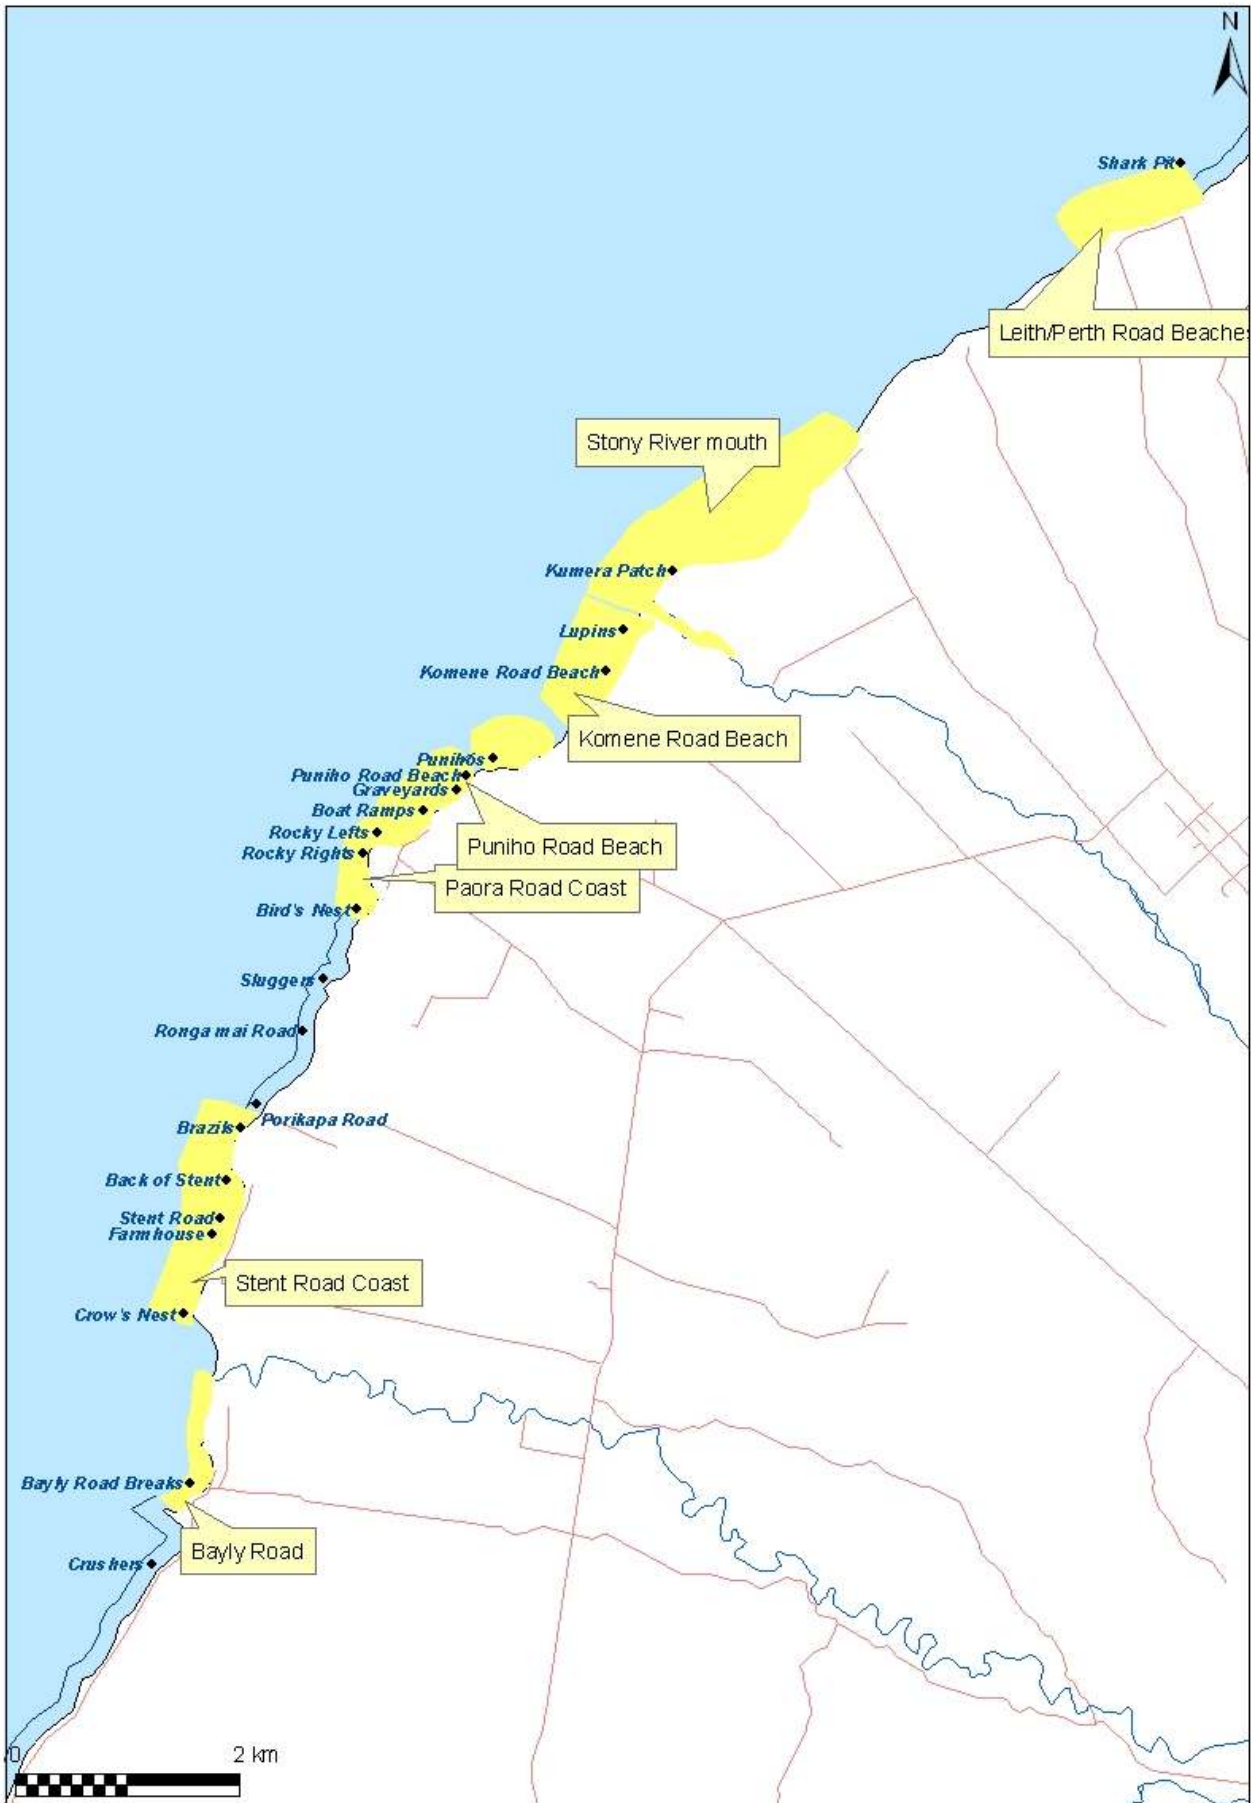 N
Shark Pit
Leith/Perth Road Beaches
Stony River mouth
Kumera Patch
Lupins
Komene Road Beach
Komene Road Beach
Punihos
Puniho Road Beach
Graveyards
Boat Ramps
Rocky Lefts
Puniho Road Beach
Rocky Rights
Paora Road Coast
Bird's Nest
Sluggers
Rongamai Road
Porikapa Road
Brazils
Back of Stent
Stent Road
Farmhouse
Stent Road Coast
Crow's Nest
Bayly Road Breaks
Bayly Road
Crushers
0 2 km